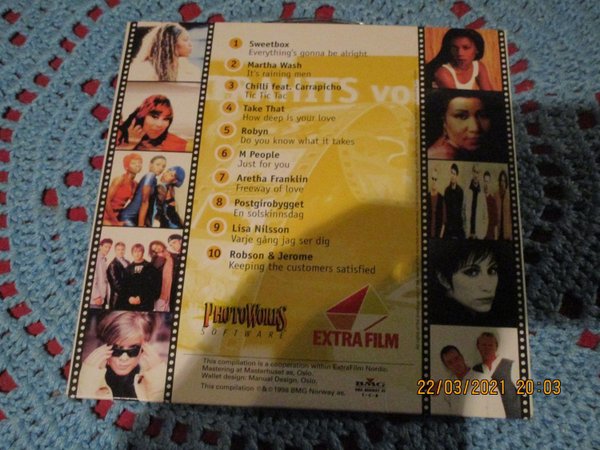 HITS vol
1 Sweetbox
Everything's gonna be alright
2 Martha Wash
It's raining men
3 Chilli feat. Carrapicho
Tic Tic Tac
4 Take That
How deep is your love
5 Robyn
Do you know what it takes
6 M People
Just for you
7 Aretha Franklin
Freeway of love
8 Postgirobygget
En solskinnsdag
9 Lisa Nilsson
Varje gång jag ser dig
10 Robson & Jerome
Keeping the customers satisfied
PHOTOWORKS
SOFTWARE
EXTRA FILM
This compilation is a cooperation within ExtraFilm Nordic.
Mastering at Masterhuset as, Oslo.
Wallet design: Manual Design, Oslo.
This compilation ℗&©1998 BMG Norway as.
BMG
22/03/2021 20:03